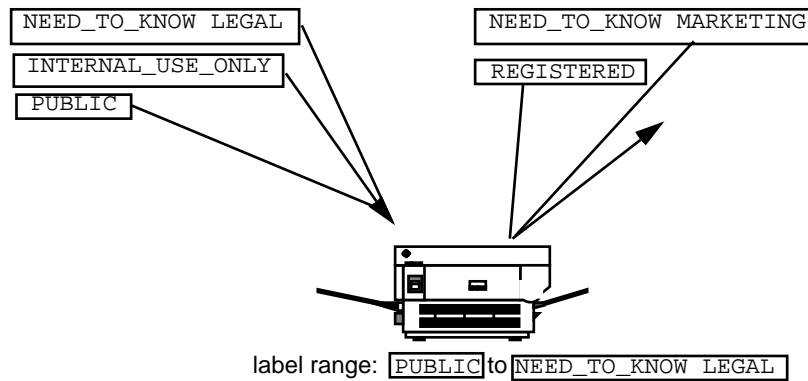 NEED_TO_KNOW LEGAL
INTERNAL_USE_ONLY
PUBLIC
NEED_TO_KNOW MARKETING
REGISTERED
label range: PUBLIC to NEED_TO_KNOW LEGAL